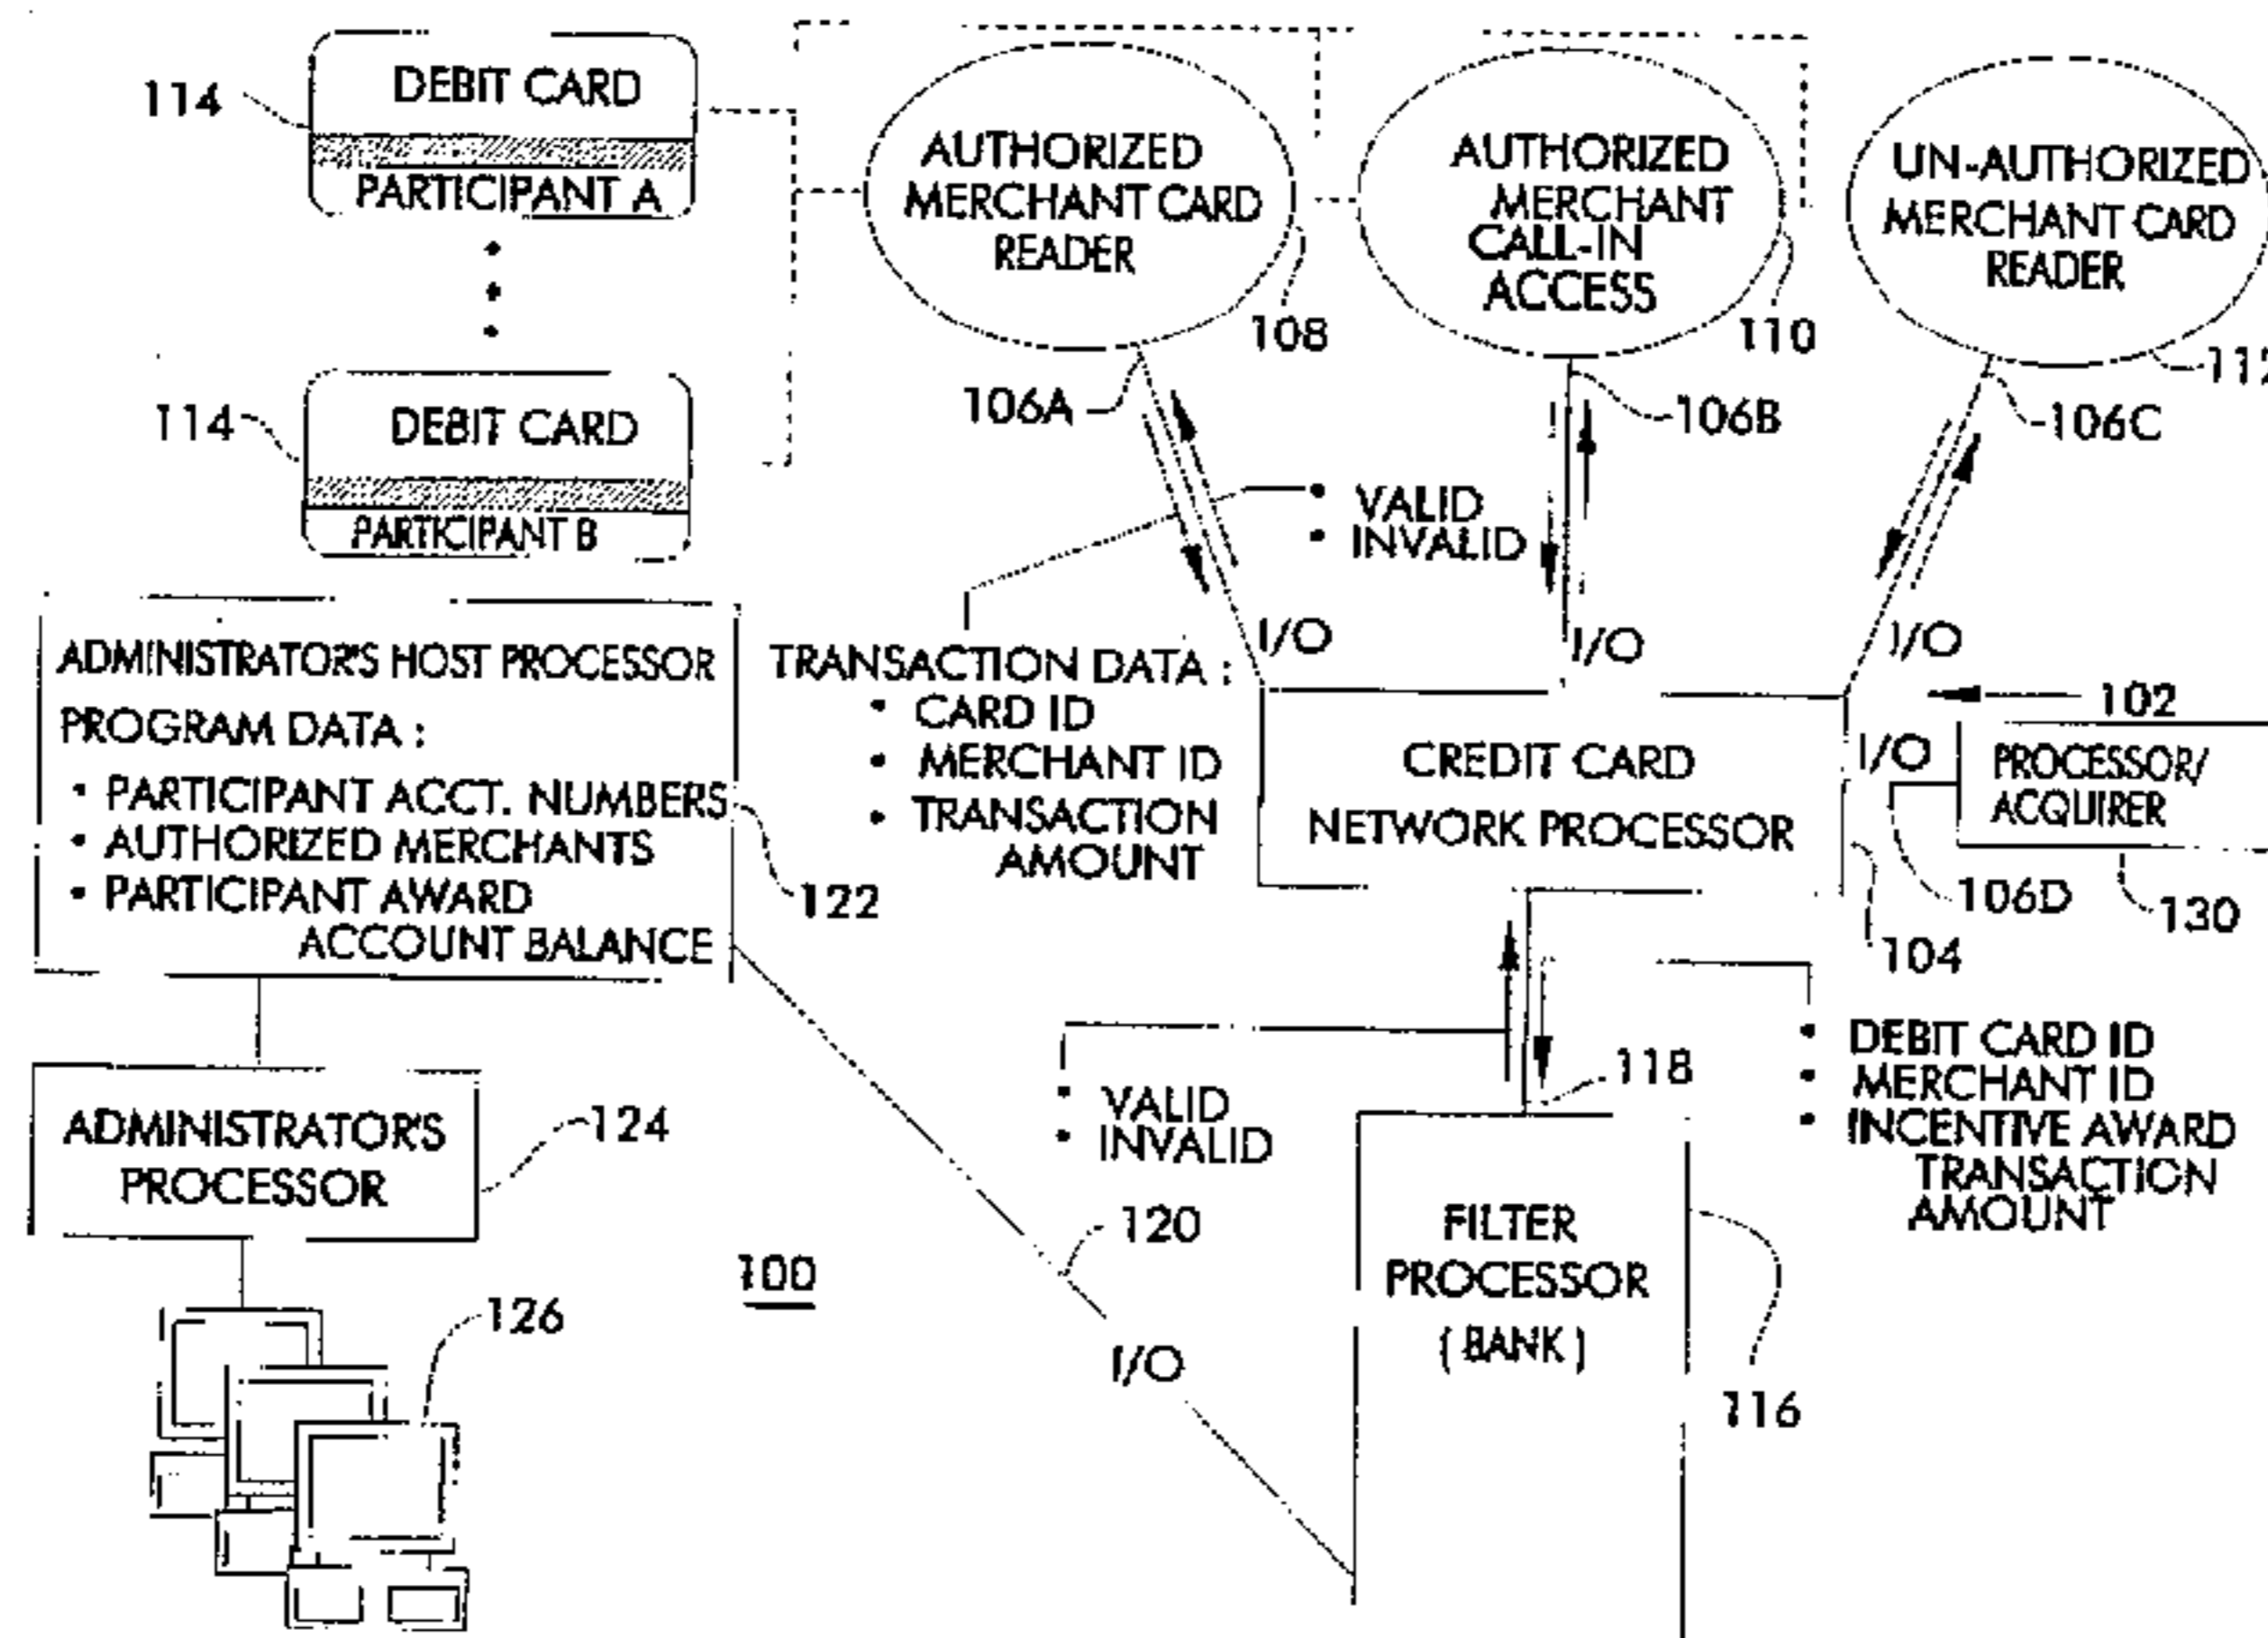 DEBIT CARD
PARTICIPANT A
114
AUTHORIZED
MERCHANT CARD
READER
108
AUTHORIZED
MERCHANT
CALL-IN
ACCESS
110
UN-AUTHORIZED
MERCHANT CARD
READER
112
114
DEBIT CARD
PARTICIPANT B
106A
106B
106C
• VALID
• INVALID
I/O
I/O
I/O
ADMINISTRATOR'S HOST PROCESSOR
PROGRAM DATA :
• PARTICIPANT ACCT. NUMBERS
• AUTHORIZED MERCHANTS
• PARTICIPANT AWARD
ACCOUNT BALANCE
122
TRANSACTION DATA :
• CARD ID
• MERCHANT ID
• TRANSACTION
AMOUNT
CREDIT CARD
NETWORK PROCESSOR
102
I/O
PROCESSOR/
ACQUIRER
106D
130
104
ADMINISTRATOR'S
PROCESSOR
124
• VALID
• INVALID
118
• DEBIT CARD ID
• MERCHANT ID
• INCENTIVE AWARD
TRANSACTION
AMOUNT
120
100
FILTER
PROCESSOR
( BANK )
116
I/O
126